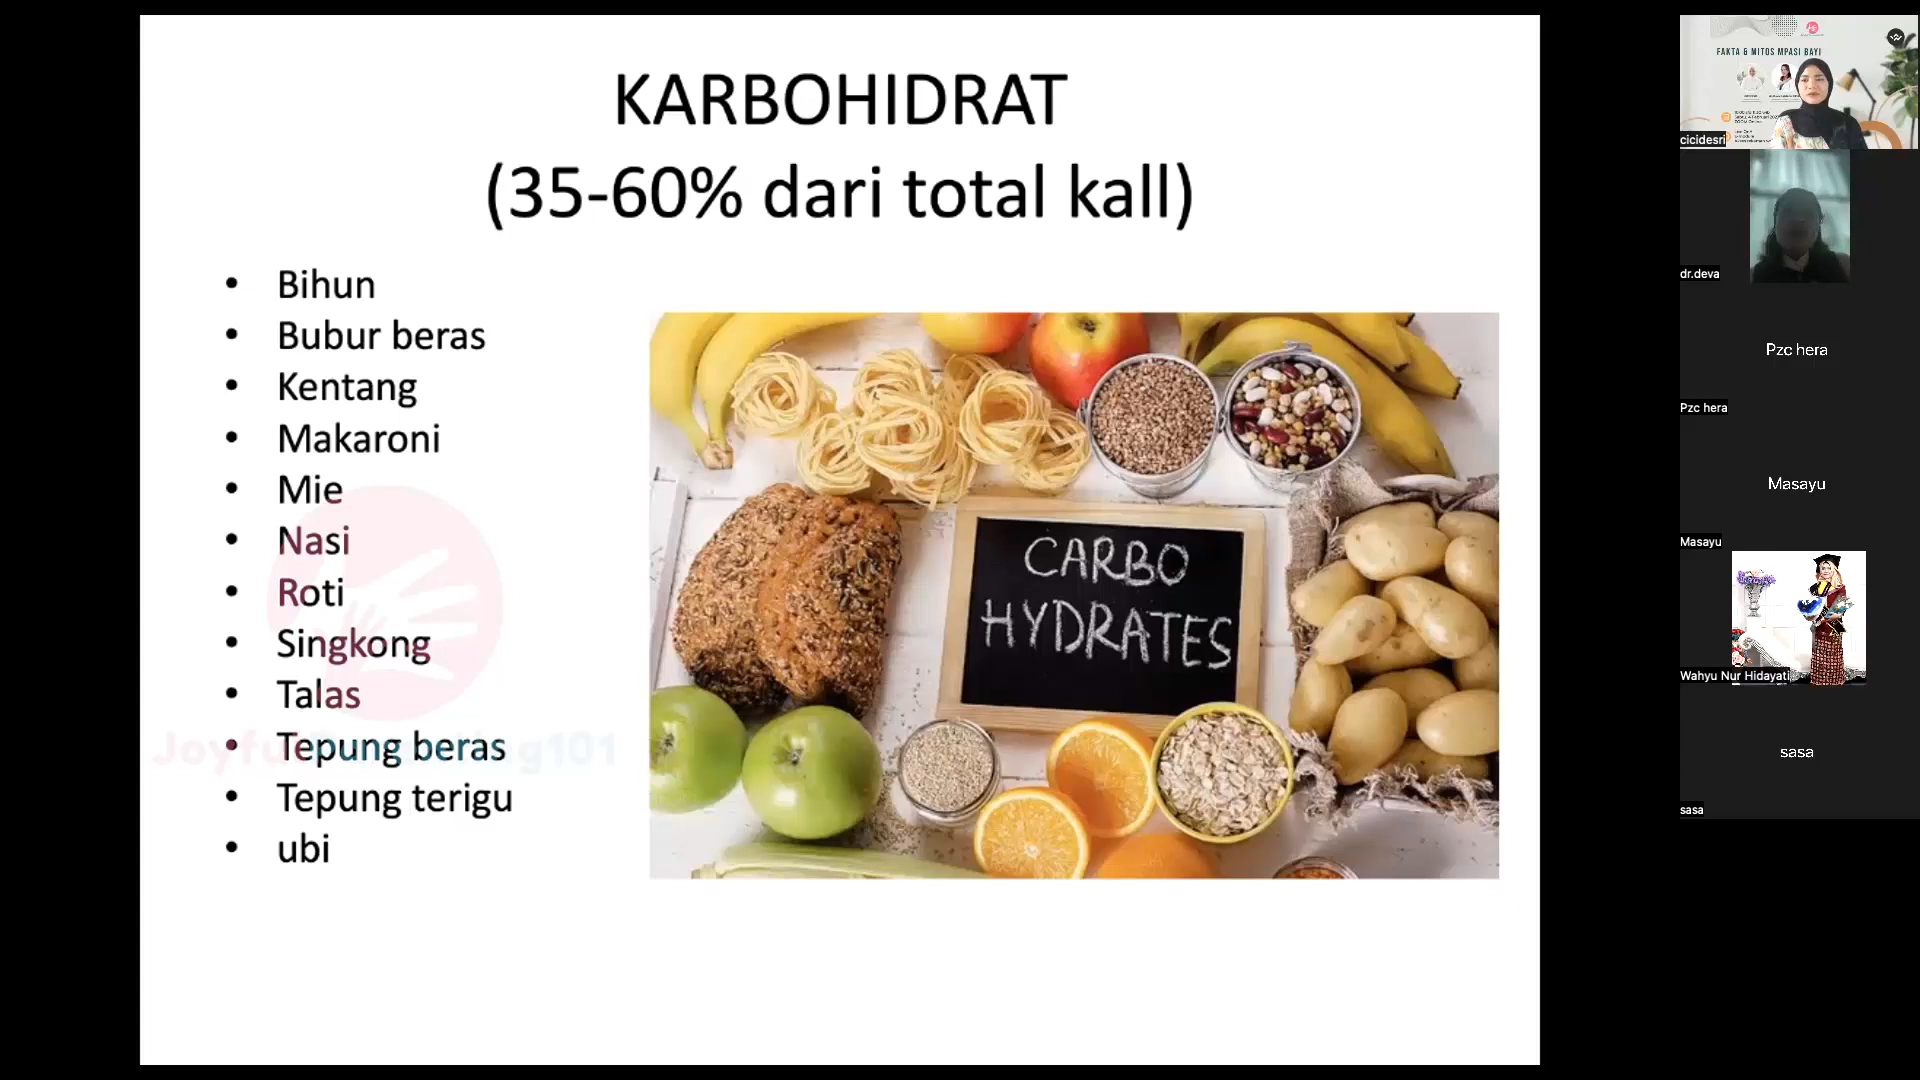 KARBOHIDRAT
(35-60% dari total kall)
• Bihun
• Bubur beras
• Kentang
• Makaroni
• Mie
• Nasi
• Roti
• Singkong
• Talas
• Tepung beras
• Tepung terigu
• ubi
CARBO
HYDRATES
FAKTA & MITOS MPASI BAYI
cicidesri
dr.deva
Pzc hera
Pzc hera
Masayu
Masayu
Wahyu Nur Hidayati
sasa
sasa